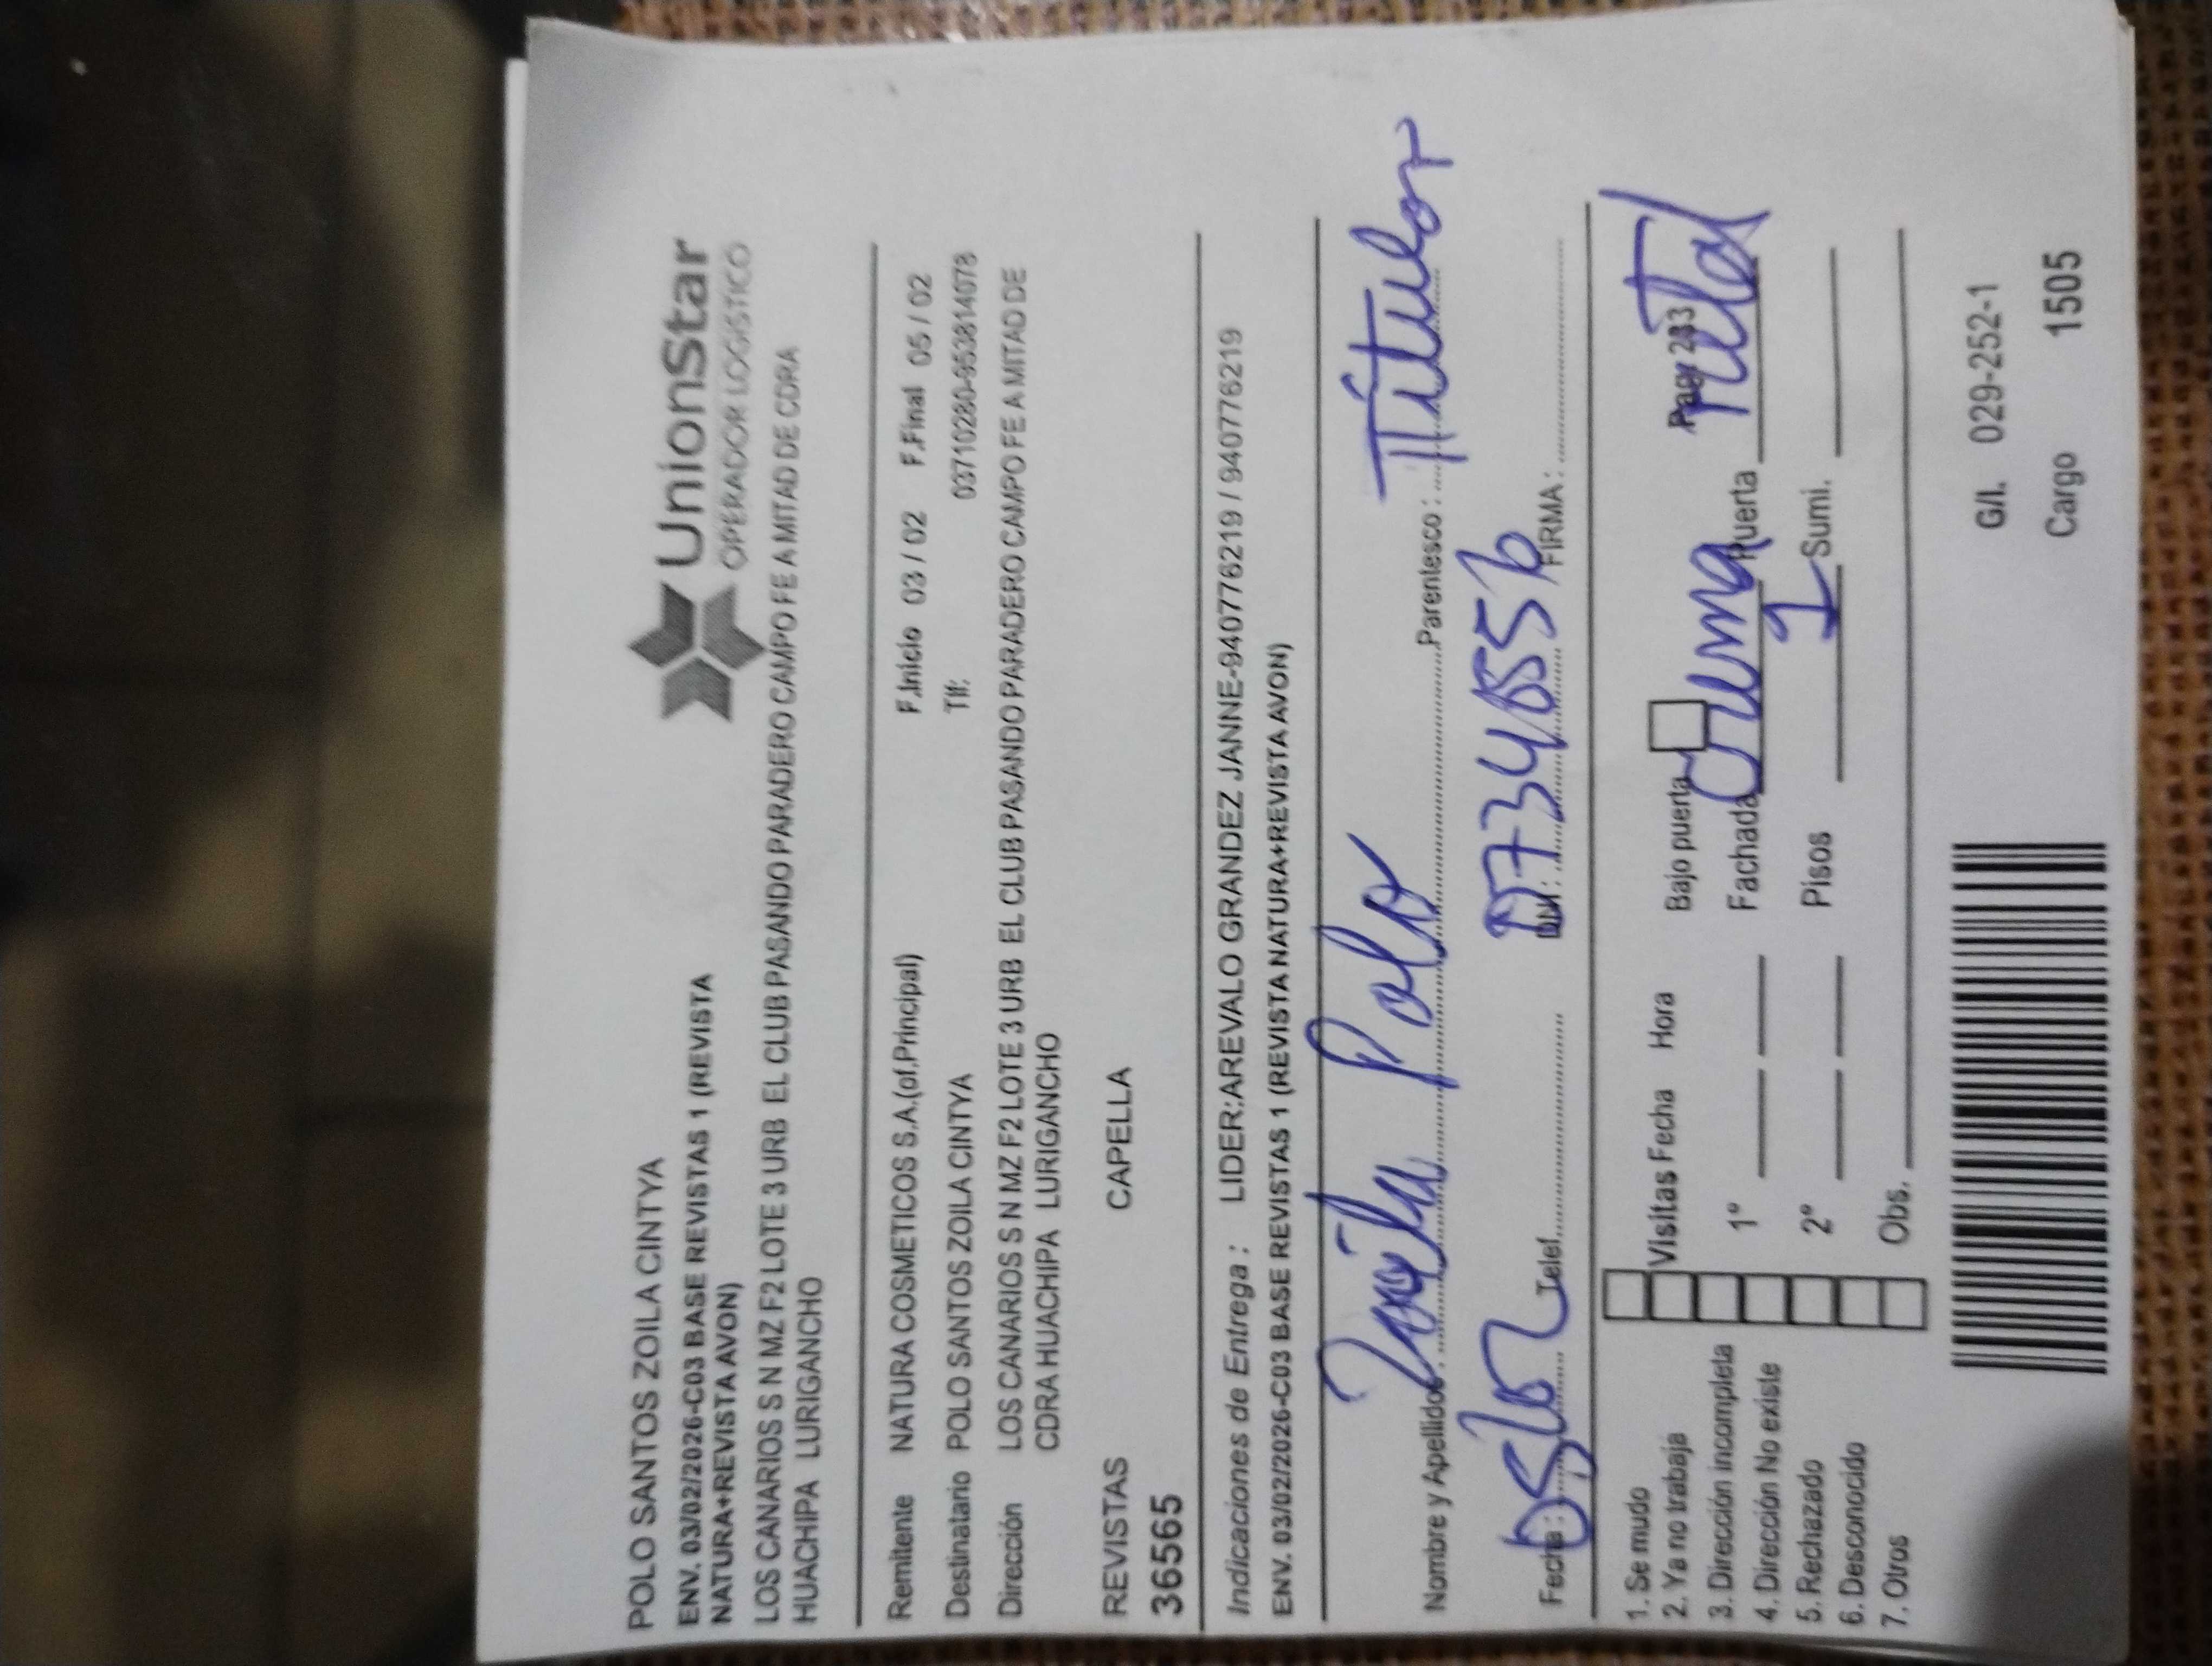 POLO SANTOS ZOILA CINTYA
UnionStar
OPERADOR LOGISTICO
ENV. 03/02/2026-C03 BASE REVISTAS 1 (REVISTA
NATURA+REVISTA AVON)
LOS CANARIOS S N MZ F2 LOTE 3 URB EL CLUB PASANDO PARADERO CAMPO FE A MITAD DE CDRA
HUACHIPA LURIGANCHO
Remitente NATURA COSMETICOS S.A.(of.Principal) F.Inicio 03 / 02 F.Final 05 / 02
Destinatario POLO SANTOS ZOILA CINTYA Tlf: 03710280-953814078
Dirección LOS CANARIOS S N MZ F2 LOTE 3 URB EL CLUB PASANDO PARADERO CAMPO FE A MITAD DE
CDRA HUACHIPA LURIGANCHO
REVISTAS CAPELLA
365565
Indicaciones de Entrega : LIDER:AREVALO GRANDEZ JANNE-940776219 / 940776219
ENV. 03/02/2026-C03 BASE REVISTAS 1 (REVISTA NATURA+REVISTA AVON)
Nombre y Apellidos Zoila Polo Parentesco : Titular
Fecha : 05/02 Telef. DNI : FIRMA :
1. Se mudo
2. Ya no trabaja
3. Dirección incompleta
4. Dirección No existe
5. Rechazado
6. Desconocido
7. Otros
Visitas Fecha Hora Bajo puerta
1° Fachada Crema Puerta Metal
2° Pisos 1 Sumi.
Obs.
G/I. 029-252-1
Cargo 1505